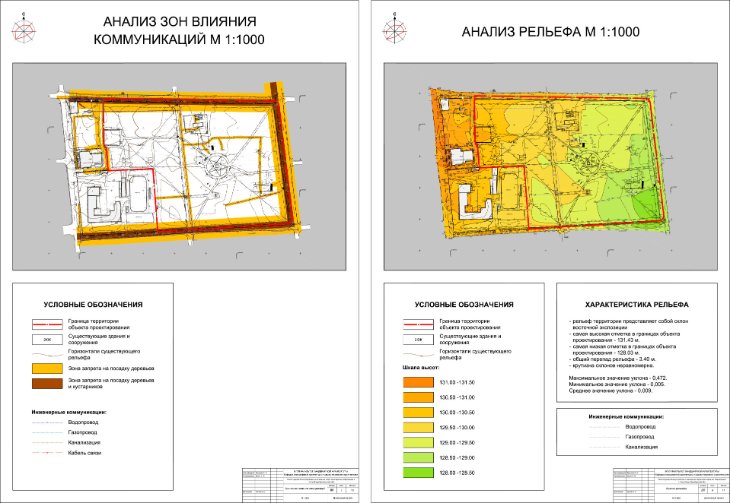 АНАЛИЗ ЗОН ВЛИЯНИЯ
КОММУНИКАЦИЙ М 1:1000
УСЛОВНЫЕ ОБОЗНАЧЕНИЯ
Граница территории
объекта проектирования
Существующие здания и
сооружения
Горизонтали существующего
рельефа
Зона запрета на посадку деревьев
Зона запрета на посадку деревьев
и кустарников
Инженерные коммуникации:
Водопровод
Газопровод
Канализация
Кабель связи
АНАЛИЗ РЕЛЬЕФА М 1:1000
УСЛОВНЫЕ ОБОЗНАЧЕНИЯ
Граница территории
объекта проектирования
Существующие здания и
сооружения
Горизонтали существующего
рельефа
Шкала высот:
131.00 -131.50
130.50 -131.00
130.00 -130.50
129.50 -130.00
129.00 -129.50
128.50 -129.00
128.00 -128.50
ХАРАКТЕРИСТИКА РЕЛЬЕФА
- рельеф территории представляет собой склон
восточной экспозиции
- самая высокая отметка в границах объекта
проектирования - 131.43 м.
- самая низкая отметка в границах объекта
проектирования - 128.03 м.
- общий перепад рельефа - 3.40 м.
- крутизна склонов неравномерна.
Максимальное значение уклона - 0,472.
Минимальное значение уклона - 0,005.
Среднее значение уклона - 0,009.
Инженерные коммуникации:
Водопровод
Газопровод
Канализация